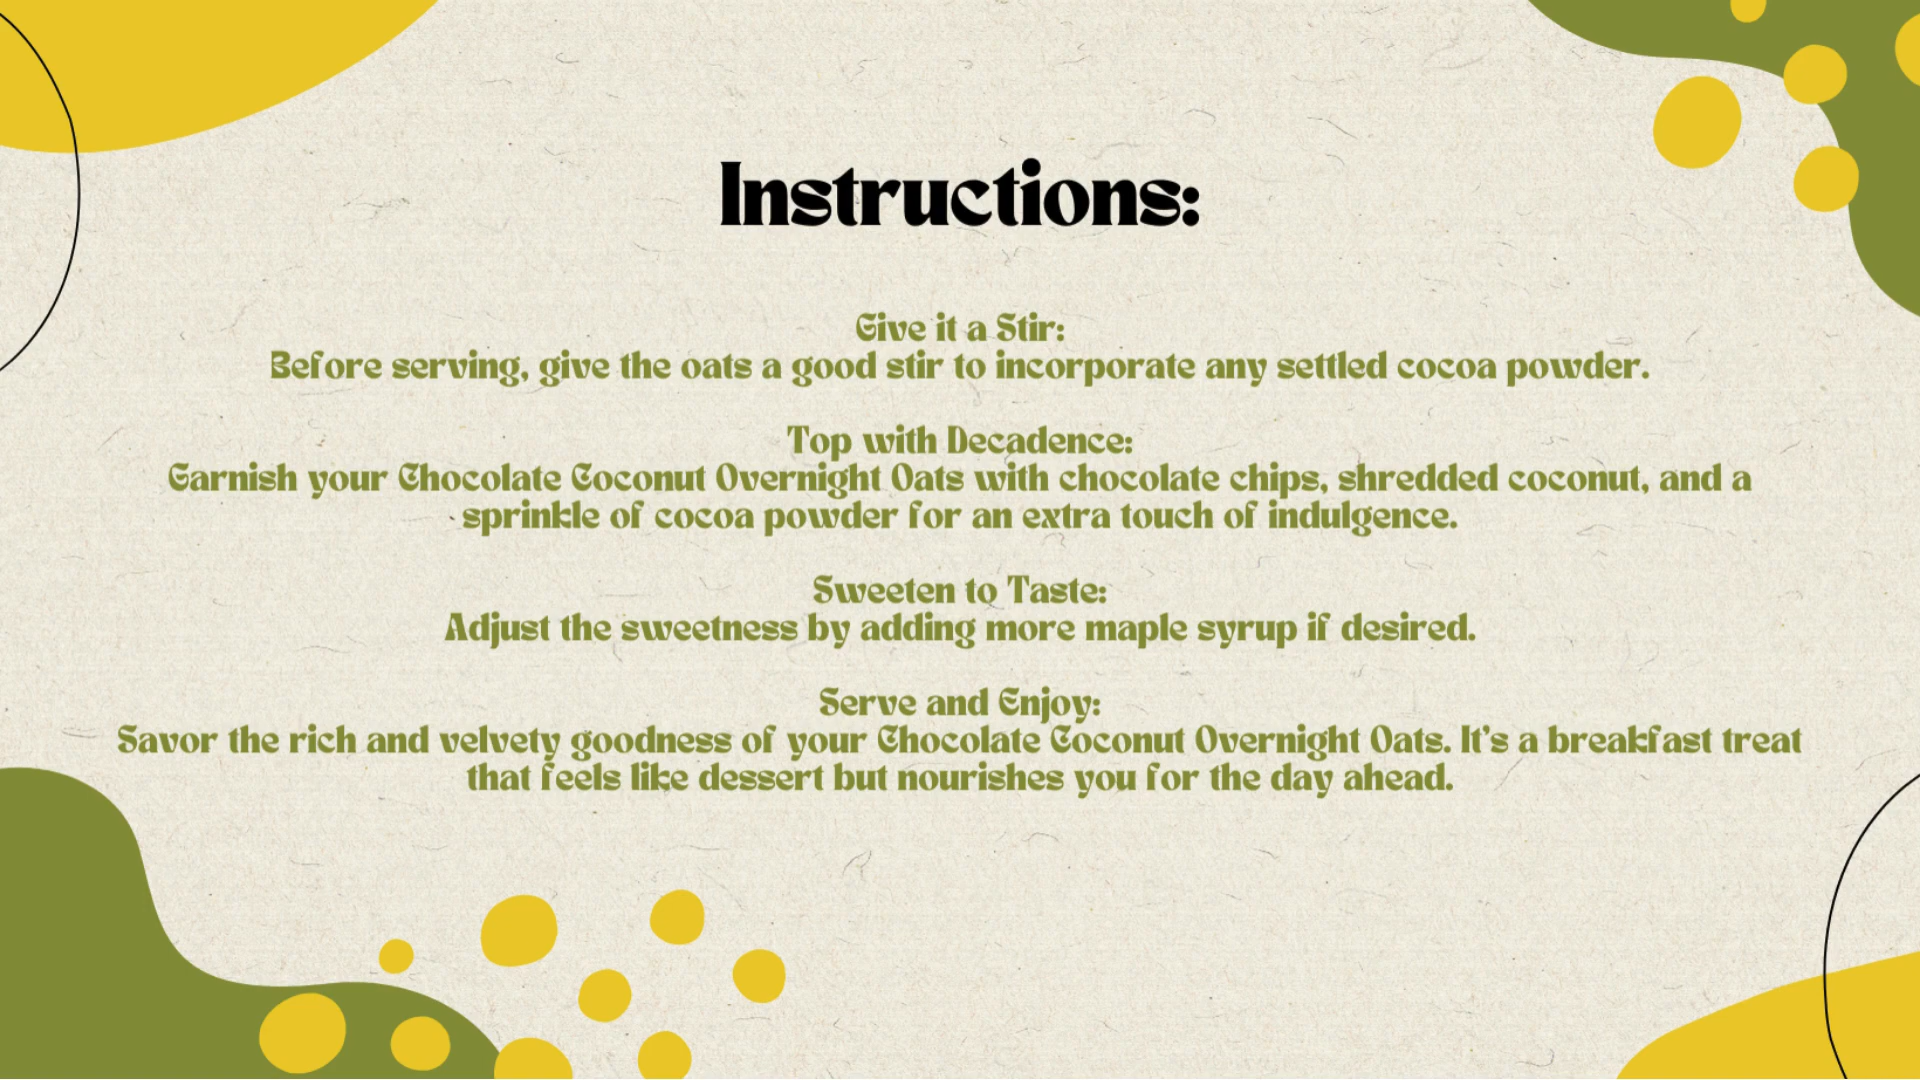 Instructions:
Give it a Stir:
Before serving, give the oats a good stir to incorporate any settled cocoa powder.
Top with Decadence:
Garnish your Chocolate Coconut Overnight Oats with chocolate chips, shredded coconut, and a
sprinkle of cocoa powder for an extra touch of indulgence.
Sweeten to Taste:
Adjust the sweetness by adding more maple syrup if desired.
Serve and Enjoy:
Savor the rich and velvety goodness of your Chocolate Coconut Overnight Oats. It's a breakfast treat
that feels like dessert but nourishes you for the day ahead.